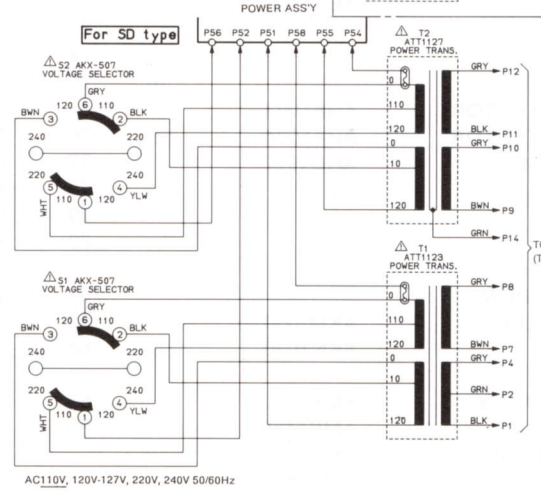 POWER ASS'Y
For SD type
P56 P52 P51 P58 P55 P54
T2
ATT1127
POWER TRANS.
S2 AKX-507
VOLTAGE SELECTOR
GRY
120 6 110
BWN 3
2 BLK
240
220
220
240
5
4
110 1 120
YLW
WHT
0
110
120
0
10
120
GRY P12
BLK P11
GRY P10
BWN P9
GRN P14
T1
ATT1123
POWER TRANS.
S1 AKX-507
VOLTAGE SELECTOR
GRY
120 6 110
BWN 3
2 BLK
240
220
220
240
5
4
110 1 120
YLW
WHT
0
110
120
0
10
120
GRY P8
BWN P7
GRY P4
GRN P2
BLK P1
AC110V, 120V-127V, 220V, 240V 50/60Hz